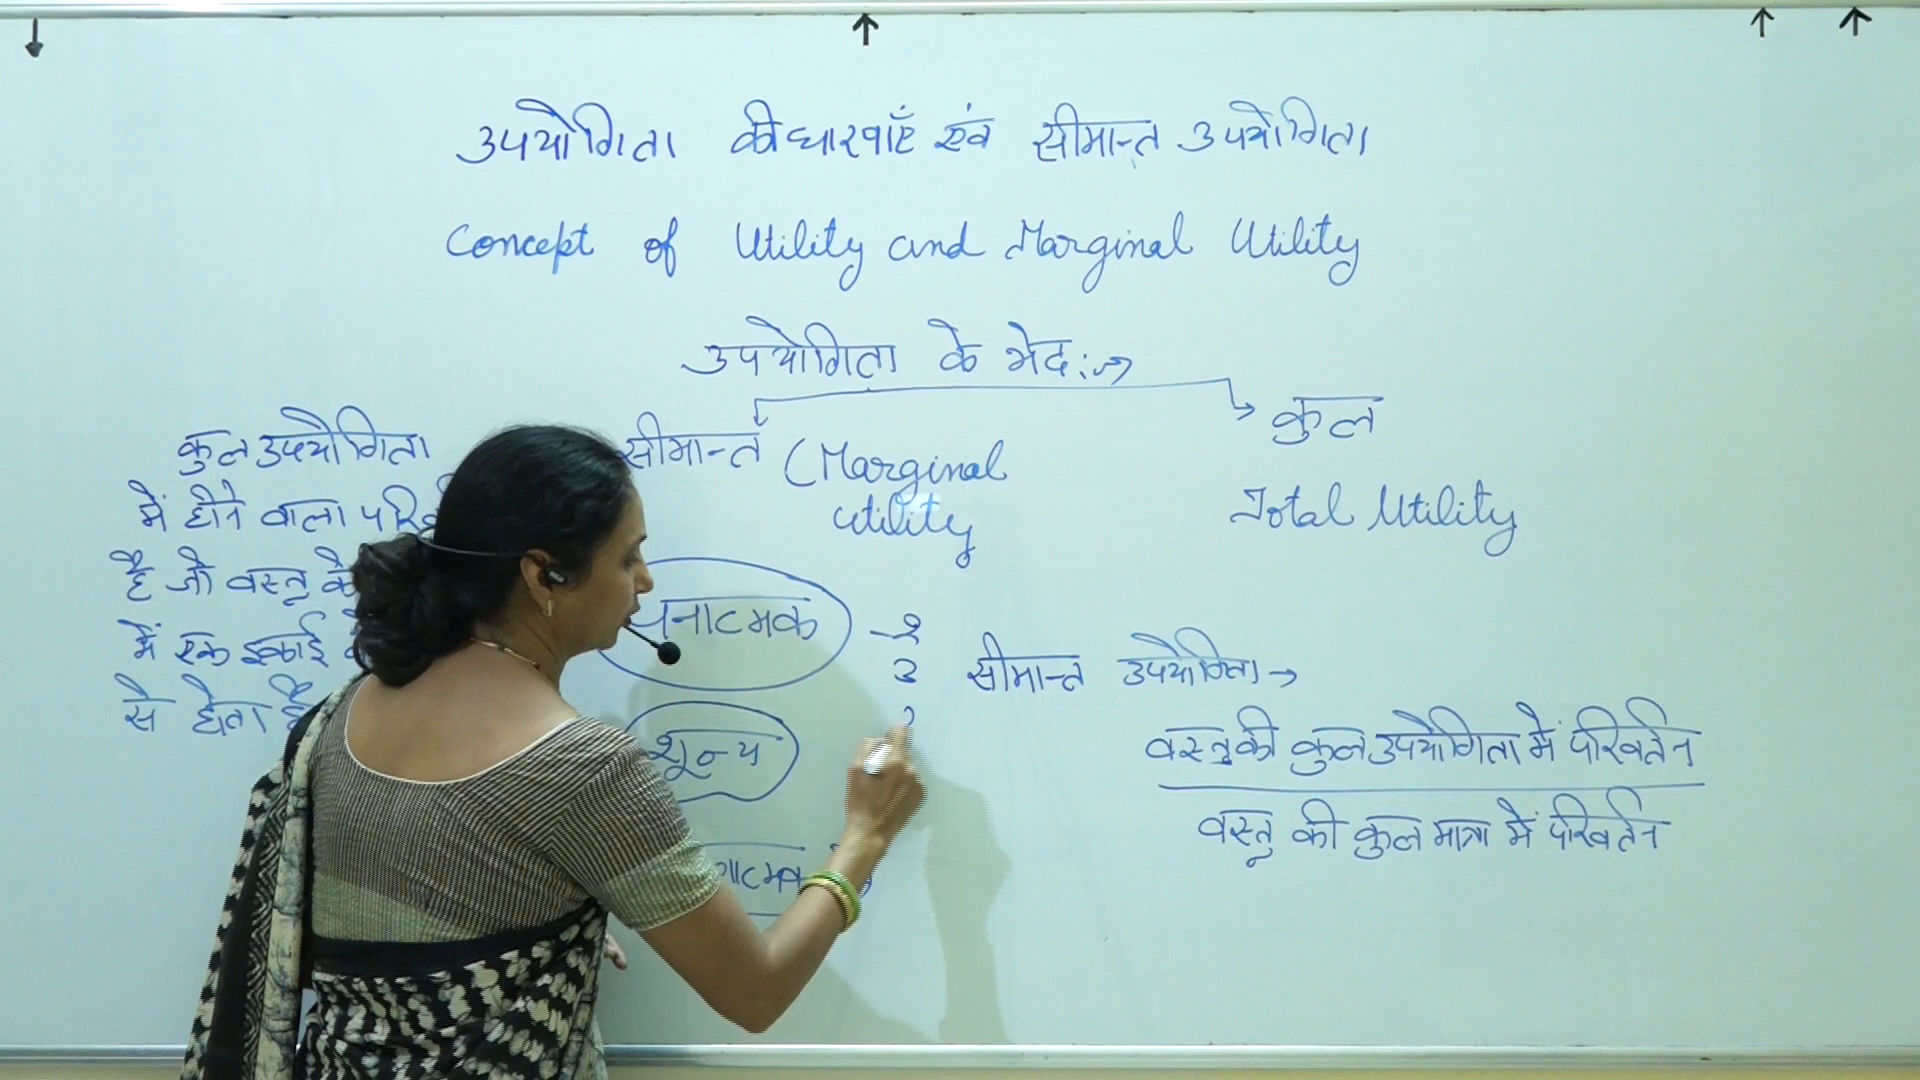 उपयोगिता की धारणाएँ एवं सीमान्त उपयोगिता
Concept of Utility and Marginal Utility
उपयोगिता के भेद :→
सीमान्त (Marginal
Utility
कुल
Total Utility
कुल उपयोगिता
में होने वाला
है जो वस्तु
में एक इकाई
से होता है
शून्य
सीमान्त उपयोगिता →
वस्तु की कुल उपयोगिता में परिवर्तन
वस्तु की कुल मात्रा में परिवर्तन